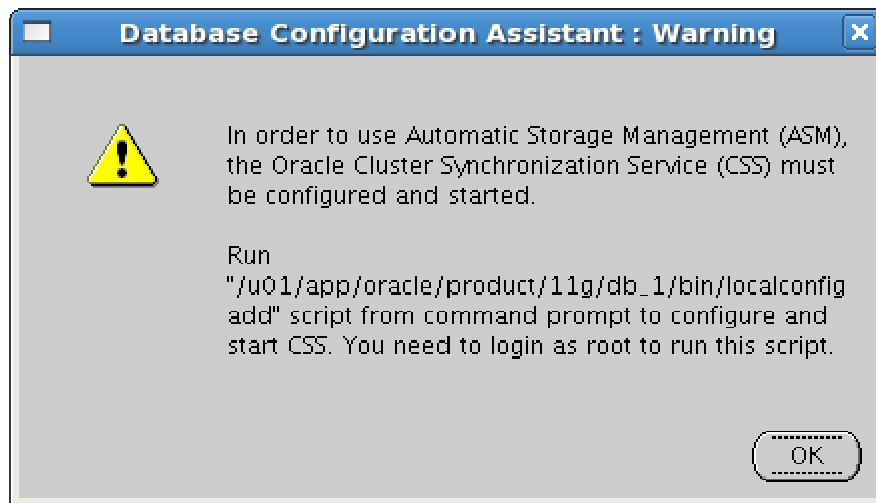 Database Configuration Assistant : Warning
In order to use Automatic Storage Management (ASM),
the Oracle Cluster Synchronization Service (CSS) must
be configured and started.
Run
"/u01/app/oracle/product/11g/db_1/bin/localconfig
add" script from command prompt to configure and
start CSS. You need to login as root to run this script.
OK